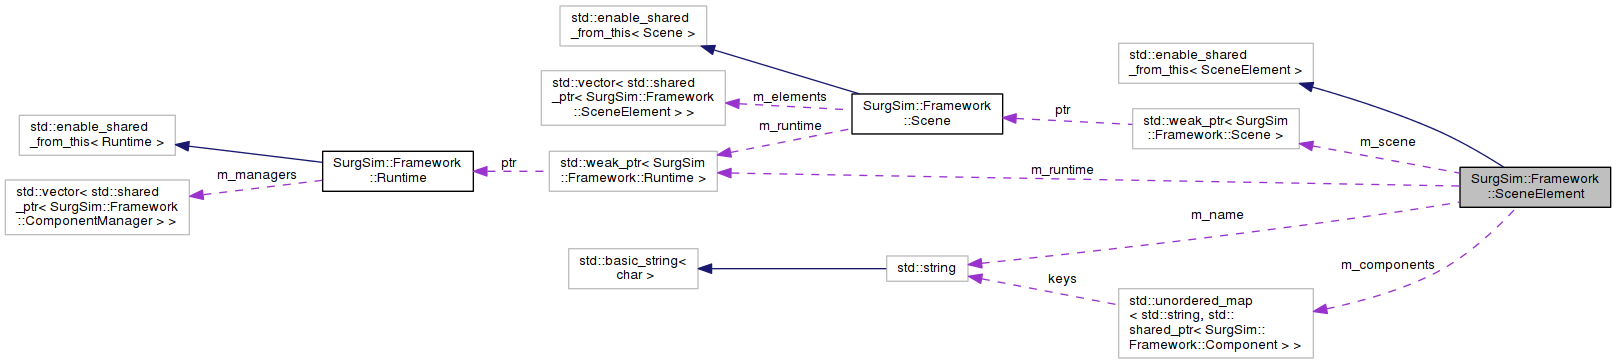 std::enable_shared
_from_this< Scene >
std::enable_shared
_from_this< SceneElement >
std::vector< std::shared
_ptr< SurgSim::Framework
::SceneElement > >
m_elements
SurgSim::Framework
::Scene
ptr
std::weak_ptr< SurgSim
::Framework::Scene >
m_scene
std::enable_shared
_from_this< Runtime >
m_runtime
SurgSim::Framework
::Runtime
ptr
std::weak_ptr< SurgSim
::Framework::Runtime >
m_runtime
SurgSim::Framework
::SceneElement
m_managers
std::vector< std::shared
_ptr< SurgSim::Framework
::ComponentManager > >
m_name
std::basic_string<
char >
std::string
keys
m_components
std::unordered_map
< std::string, std::
shared_ptr< SurgSim::
Framework::Component > >